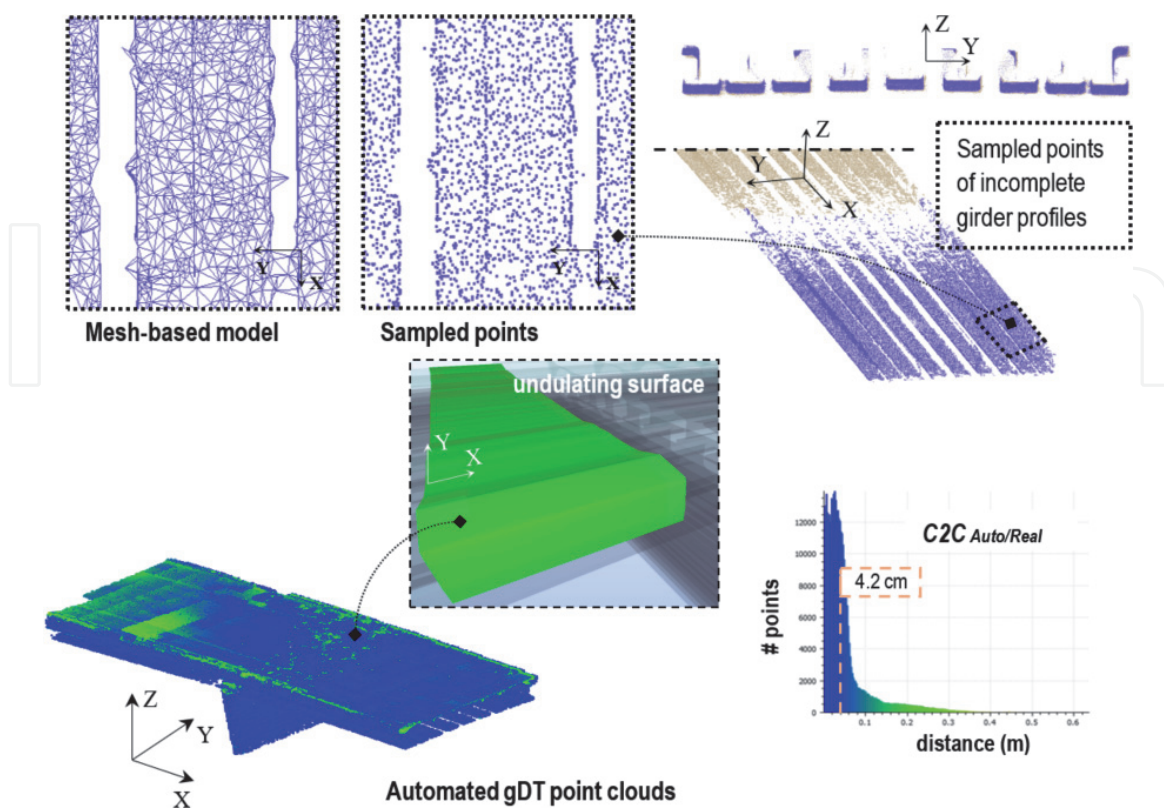 Z
Y
Z
Y
X
Sampled points
of incomplete
girder profiles
Y
X
Y
X
Mesh-based model
Sampled points
undulating surface
Y
X
C2C Auto/Real
4.2 cm
# points
12000
10000
8000
6000
4000
2000
0
0.1
0.2
0.3
0.4
0.5
0.6
distance (m)
Z
Y
X
Automated gDT point clouds